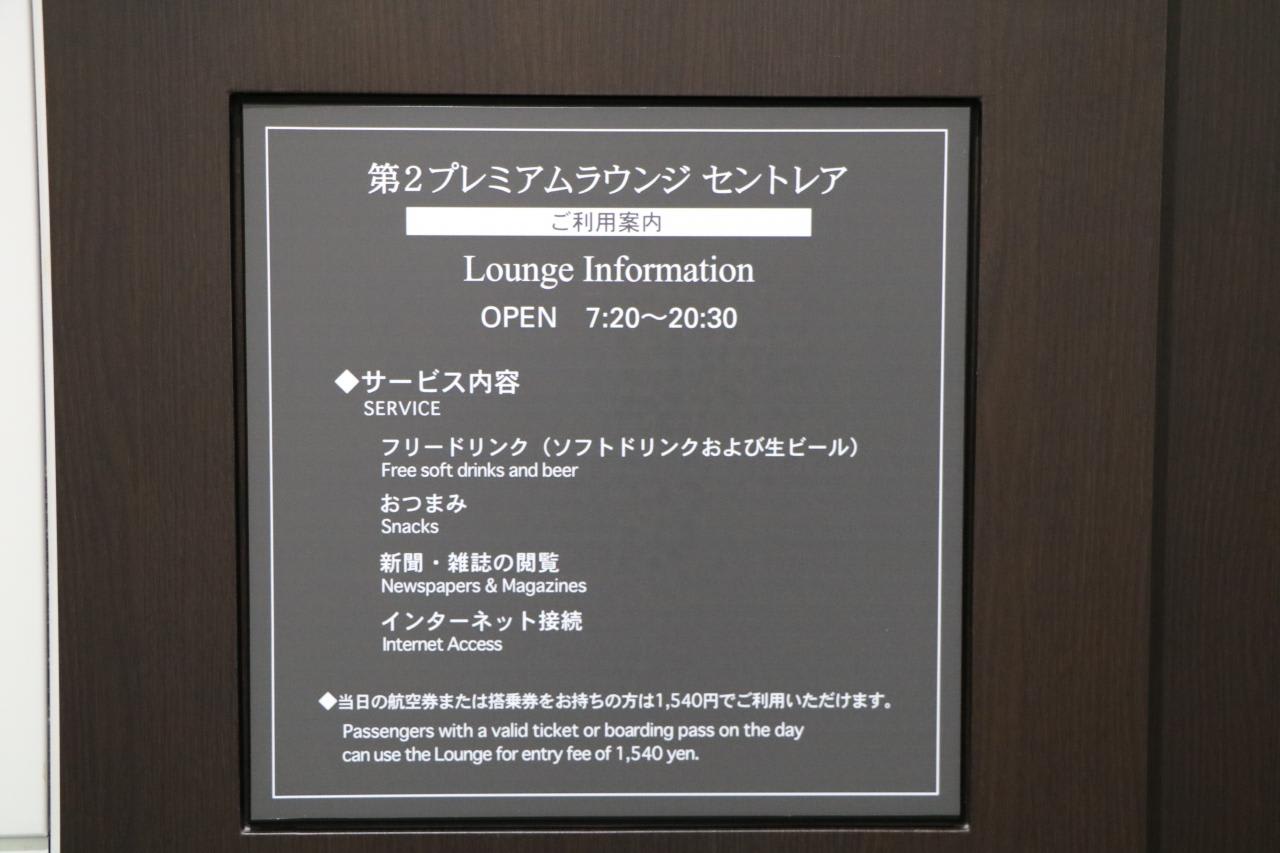 第2プレミアムラウンジ セントレア
ご利用案内
Lounge Information
OPEN 7:20～20:30
◆サービス内容
SERVICE
フリードリンク（ソフトドリンクおよび生ビール）
Free soft drinks and beer
おつまみ
Snacks
新聞・雑誌の閲覧
Newspapers & Magazines
インターネット接続
Internet Access
◆当日の航空券または搭乗券をお持ちの方は1,540円でご利用いただけます。
Passengers with a valid ticket or boarding pass on the day
can use the Lounge for entry fee of 1,540 yen.